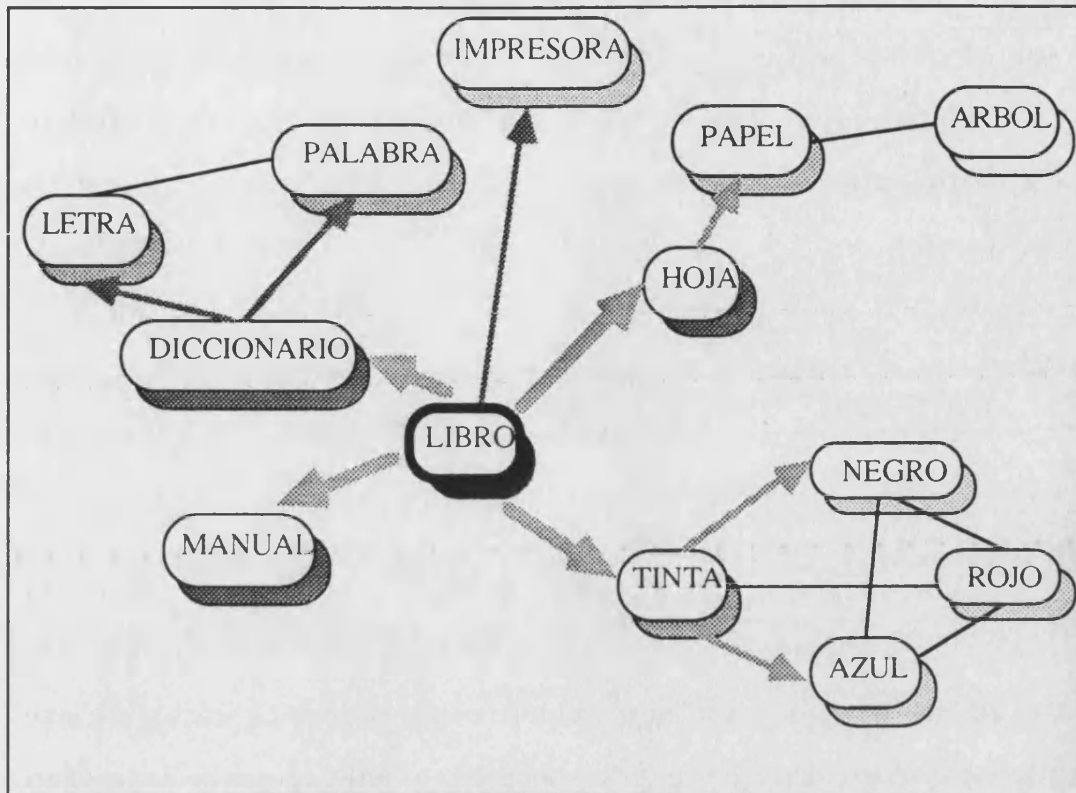 IMPRESORA
PAPEL
ARBOL
PALABRA
LETRA
HOJA
DICCIONARIO
LIBRO
NEGRO
MANUAL
TINTA
ROJO
AZUL